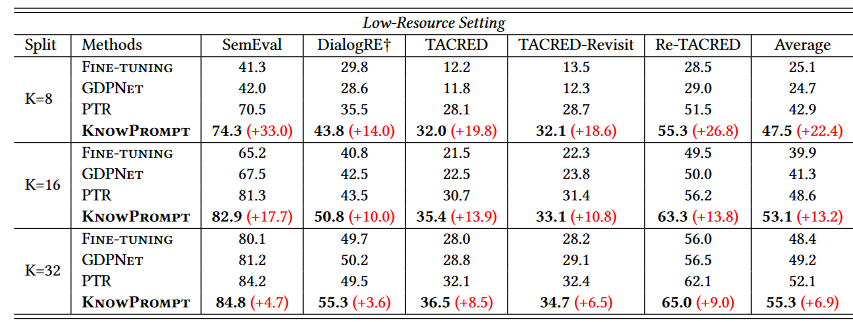 Low-Resource Setting
Split Methods SemEval DialogRE† TACRED TACRED-Revisit Re-TACRED Average
K=8
FINE-TUNING 41.3 29.8 12.2 13.5 28.5 25.1
GDPNET 42.0 28.6 11.8 12.3 29.0 24.7
PTR 70.5 35.5 28.1 28.7 51.5 42.9
KNOWPROMPT 74.3 (+33.0) 43.8 (+14.0) 32.0 (+19.8) 32.1 (+18.6) 55.3 (+26.8) 47.5 (+22.4)
K=16
FINE-TUNING 65.2 40.8 21.5 22.3 49.5 39.9
GDPNET 67.5 42.5 22.5 23.8 50.0 41.3
PTR 81.3 43.5 30.7 31.4 56.2 48.6
KNOWPROMPT 82.9 (+17.7) 50.8 (+10.0) 35.4 (+13.9) 33.1 (+10.8) 63.3 (+13.8) 53.1 (+13.2)
K=32
FINE-TUNING 80.1 49.7 28.0 28.2 56.0 48.4
GDPNET 81.2 50.2 28.8 29.1 56.5 49.2
PTR 84.2 49.5 32.1 32.4 62.1 52.1
KNOWPROMPT 84.8 (+4.7) 55.3 (+3.6) 36.5 (+8.5) 34.7 (+6.5) 65.0 (+9.0) 55.3 (+6.9)